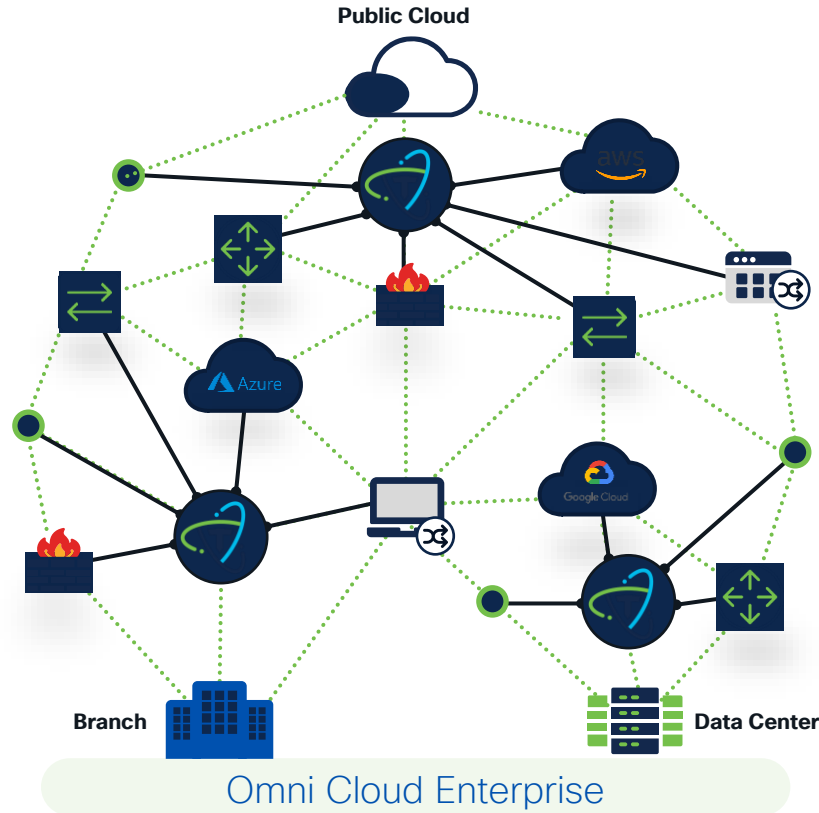 Public Cloud
aws
Azure
Google Cloud
Branch
Data Center
Omni Cloud Enterprise